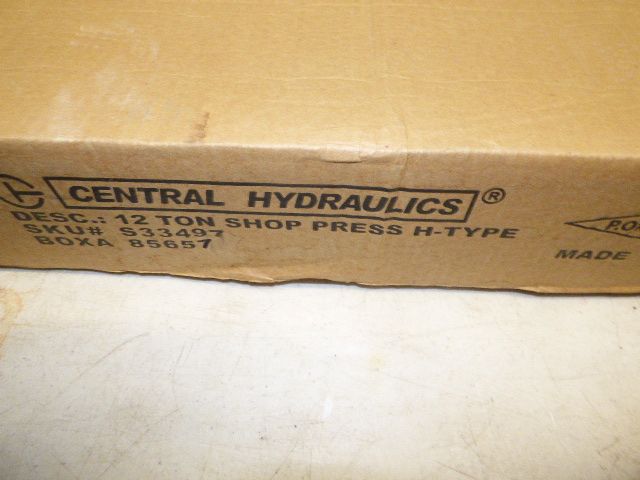 CENTRAL HYDRAULICS®
DESC.: 12 TON SHOP PRESS H-TYPE
SKU# S33497
BOXA 85657
MADE